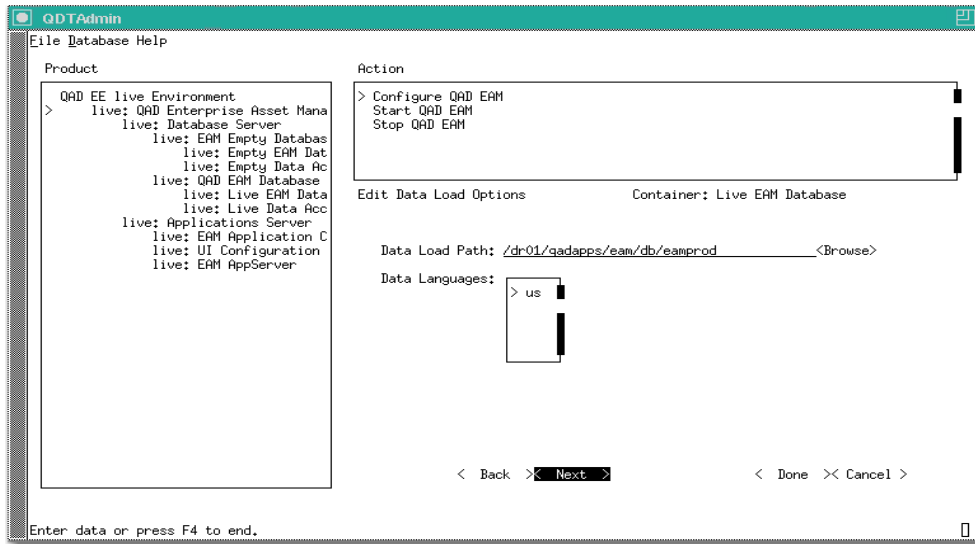 QDTAdmin
File Database Help
Product
QAD EE live Environment
> live: QAD Enterprise Asset Mana
live: Database Server
live: EAM Empty Databas
live: Empty EAM Dat
live: Empty Data Ac
live: QAD EAM Database
live: Live EAM Data
live: Live Data Acc
live: Applications Server
live: EAM Application C
live: UI Configuration
live: EAM AppServer
Action
> Configure QAD EAM
Start QAD EAM
Stop QAD EAM
Edit Data Load Options Container: Live EAM Database
Data Load Path: /dr01/qadapps/eam/db/eamprod <Browse>
Data Languages:
> us
< Back >< Next > < Done >< Cancel >
Enter data or press F4 to end.